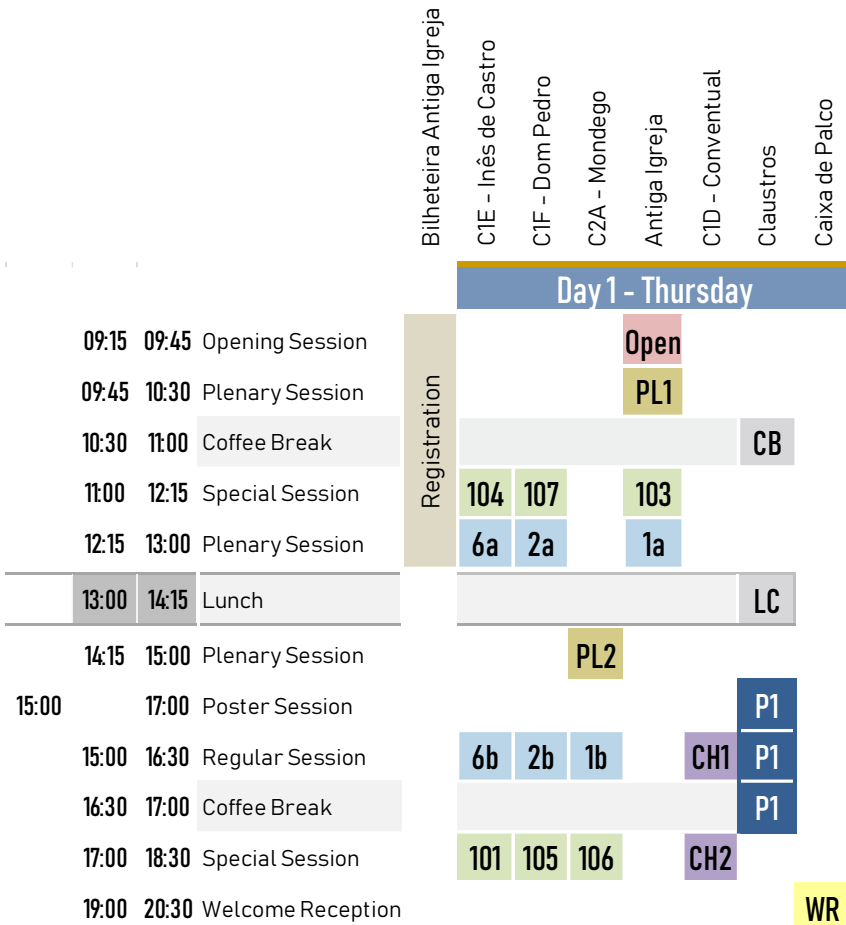 Bilheteira Antiga Igreja
C1E - Inês de Castro
C1F - Dom Pedro
C2A - Mondego
Antiga Igreja
C1D - Conventual
Claustros
Caixa de Palco
Day 1 - Thursday
Registration
09:15 09:45 Opening Session Open
09:45 10:30 Plenary Session PL1
10:30 11:00 Coffee Break CB
11:00 12:15 Special Session 104 107 103
12:15 13:00 Plenary Session 6a 2a 1a
13:00 14:15 Lunch LC
14:15 15:00 Plenary Session PL2
15:00 17:00 Poster Session P1
15:00 16:30 Regular Session 6b 2b 1b CH1 P1
16:30 17:00 Coffee Break P1
17:00 18:30 Special Session 101 105 106 CH2
19:00 20:30 Welcome Reception WR